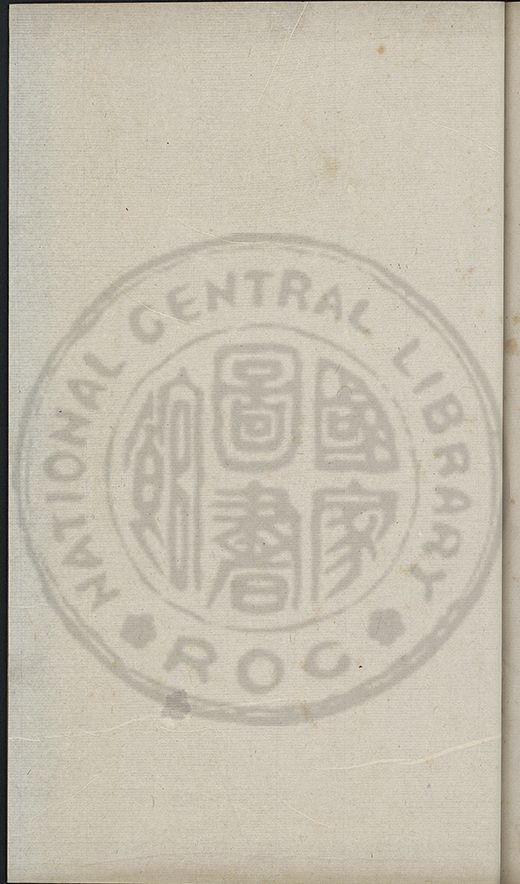 NATIONAL CENTRAL LIBRARY
國家
圖書
館
ROC